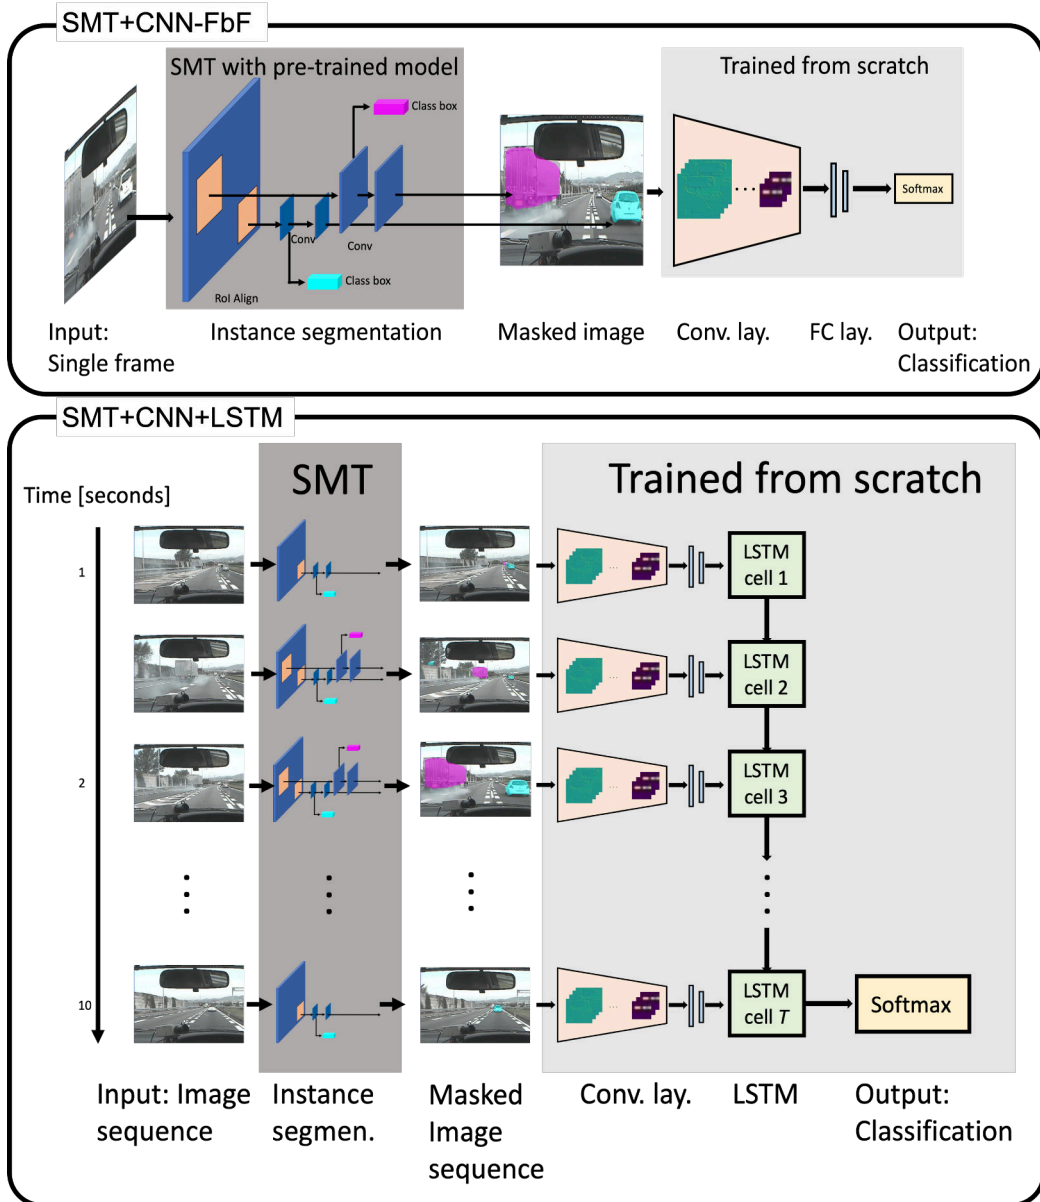 SMT+CNN-FbF
SMT with pre-trained model
Trained from scratch
Class box
Conv
Conv
Class box
RoI Align
Softmax
Input:
Single frame
Instance segmentation
Masked image
Conv. lay.
FC lay.
Output:
Classification
SMT+CNN+LSTM
SMT
Trained from scratch
Time [seconds]
1
LSTM
cell 1
LSTM
cell 2
2
LSTM
cell 3
10
LSTM
cell T
Softmax
Input: Image
sequence
Instance
segmen.
Masked
Image
sequence
Conv. lay.
LSTM
Output:
Classification